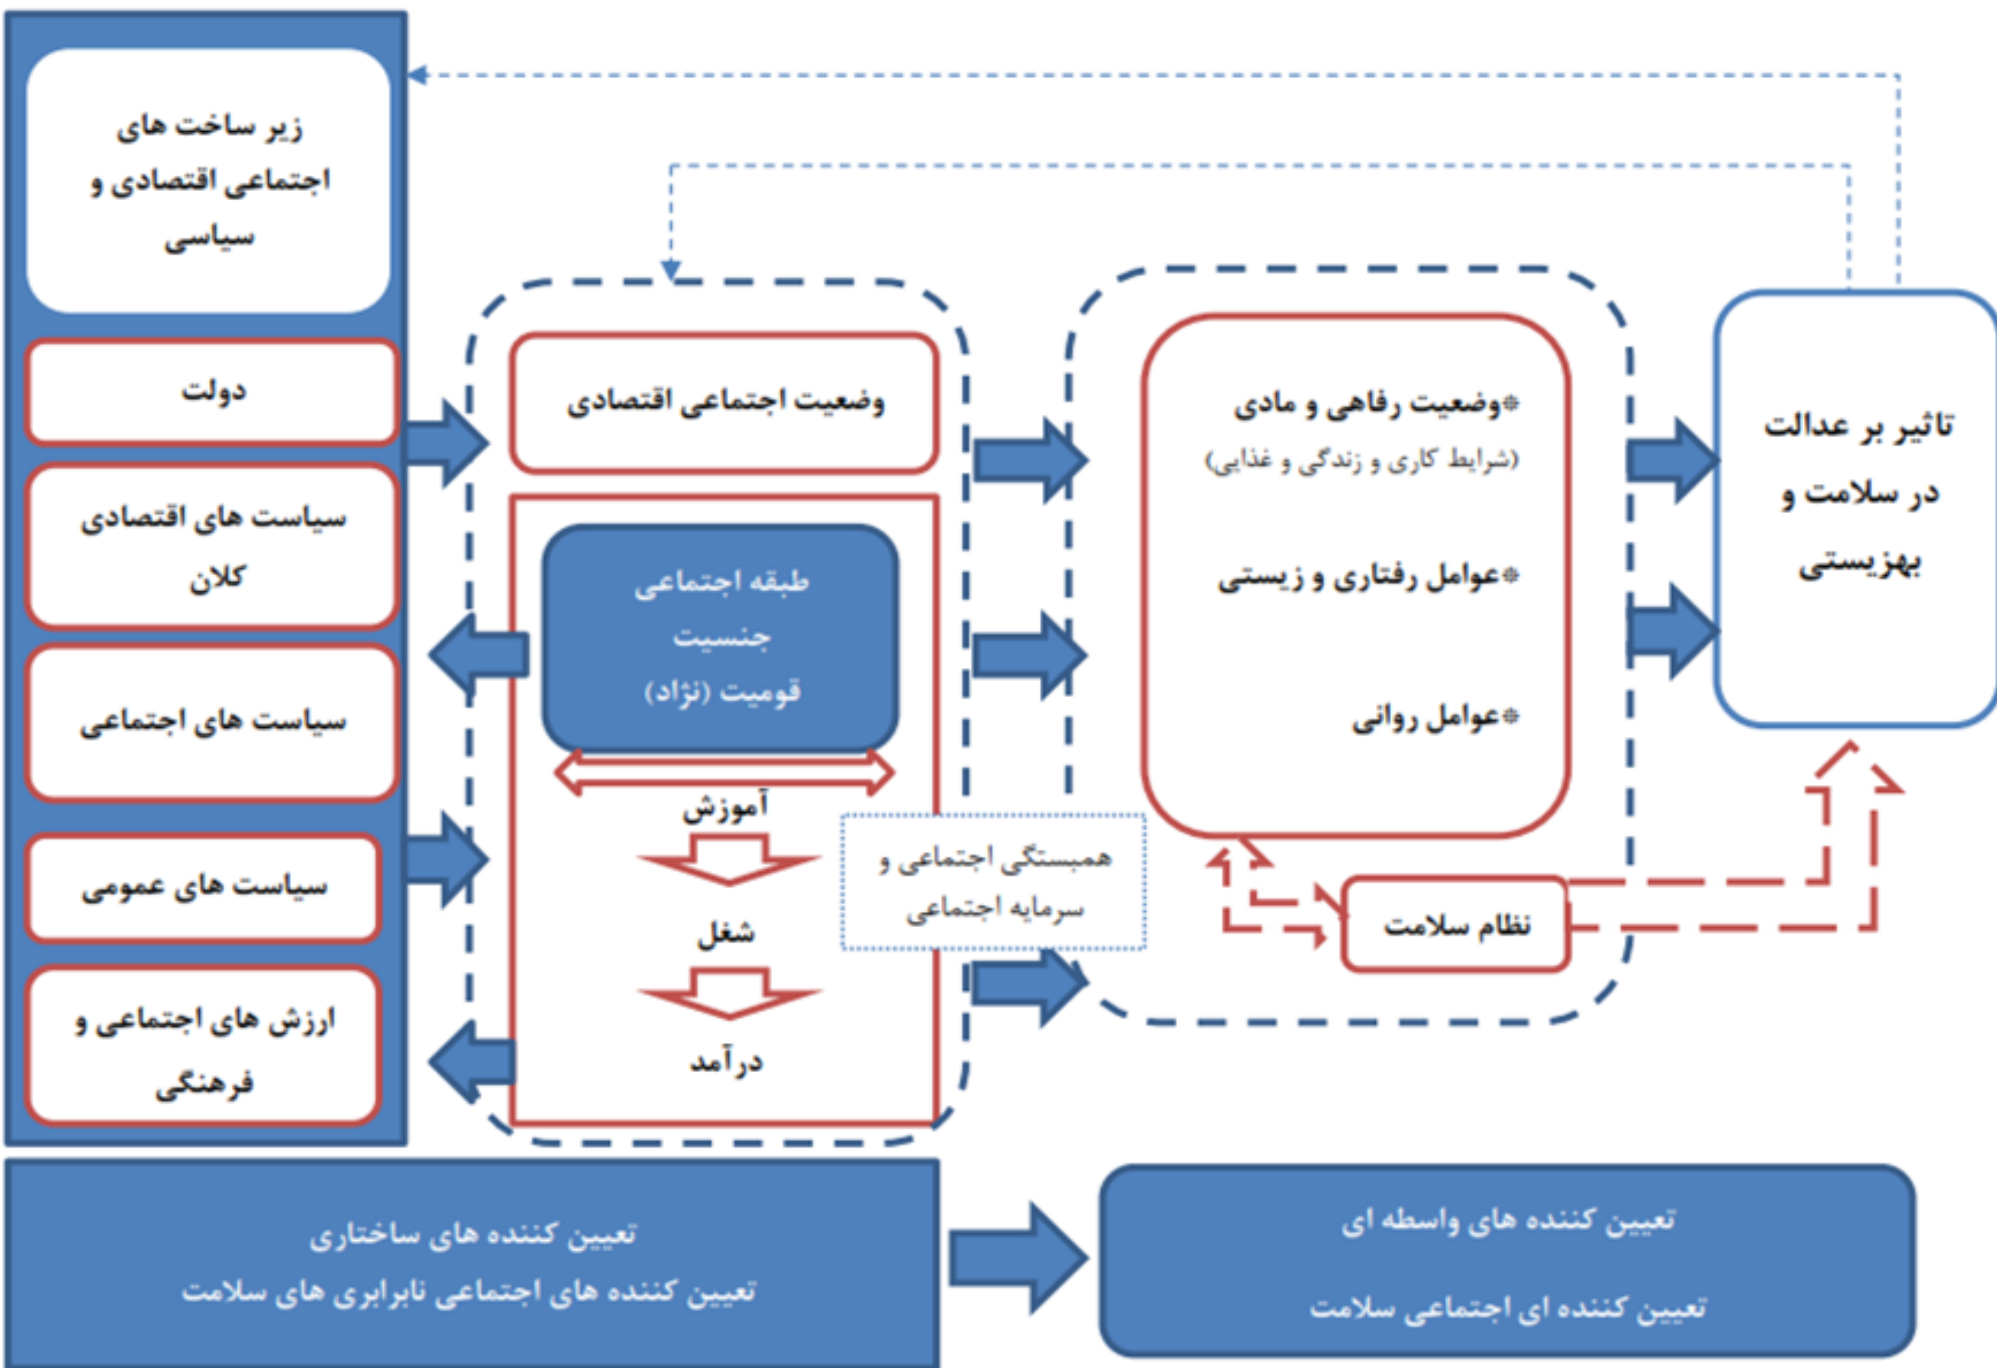 زیر ساخت های
اجتماعی اقتصادی و
سیاسی
دولت
سیاست های اقتصادی
کلان
سیاست های اجتماعی
سیاست های عمومی
ارزش های اجتماعی و
فرهنگی
وضعیت اجتماعی اقتصادی
طبقه اجتماعی
جنسیت
قومیت (نژاد)
آموزش
شغل
درآمد
همبستگی اجتماعی و
سرمایه اجتماعی
*وضعیت رفاهی و مادی
(شرایط کاری و زندگی و غذایی)
*عوامل رفتاری و زیستی
*عوامل روانی
نظام سلامت
تاثیر بر عدالت
در سلامت و
بهزیستی
تعیین کننده های ساختاری
تعیین کننده های اجتماعی نابرابری های سلامت
تعیین کننده های واسطه ای
تعیین کننده ای اجتماعی سلامت